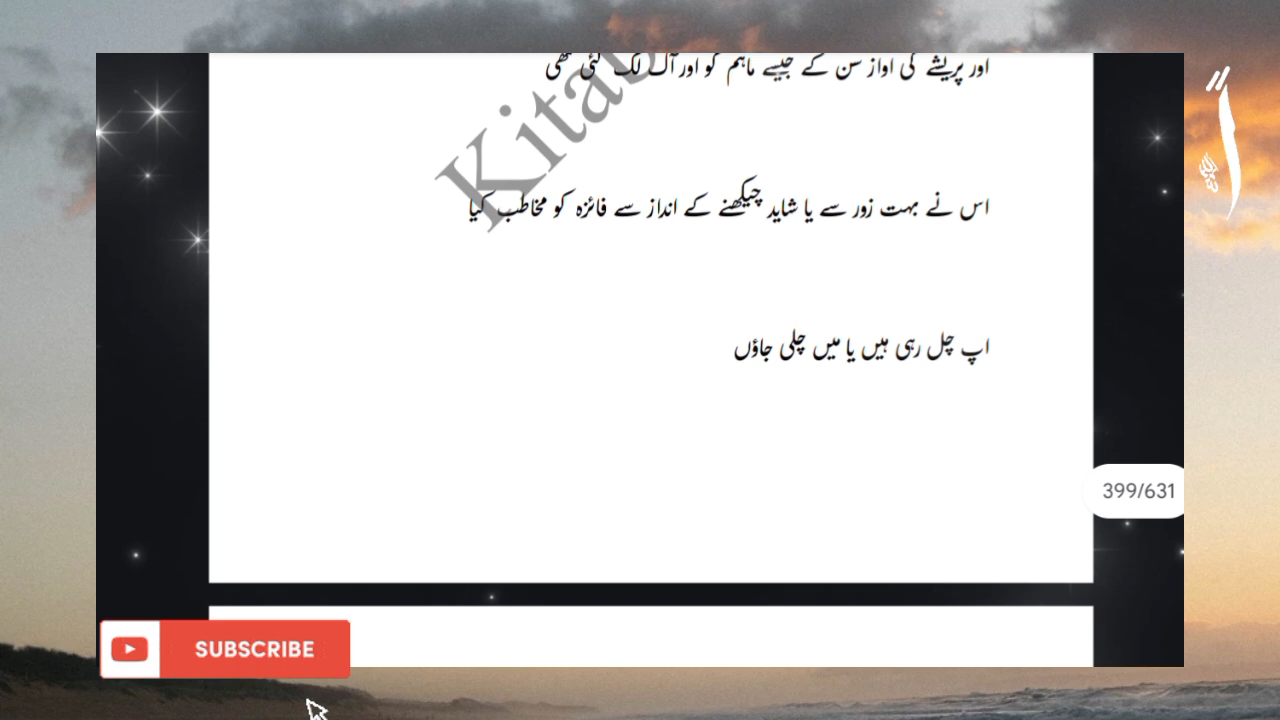 اور پریشے کی اواز سن کے جیسے ماہم کو اور آگ لگ گئی تھی
Kitab
اس نے بہت زور سے یا شاید چیکھنے کے انداز سے فائزہ کو مخاطب کیا
اپ چل رہی ہیں یا میں چلی جاؤں
399/631
SUBSCRIBE